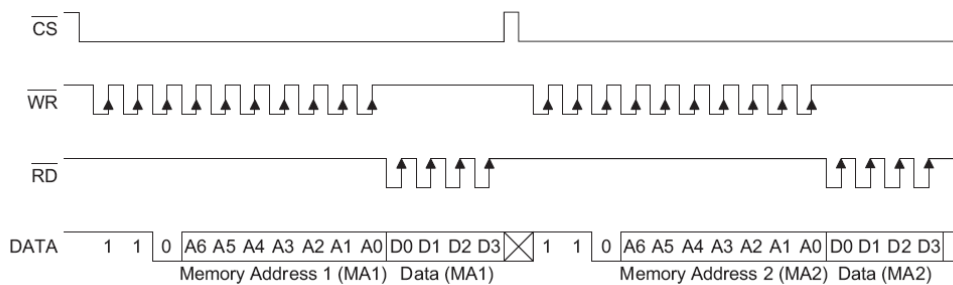 CS
WR
RD
DATA 1 1 0 A6 A5 A4 A3 A2 A1 A0 D0 D1 D2 D3 1 1 0 A6 A5 A4 A3 A2 A1 A0 D0 D1 D2 D3
Memory Address 1 (MA1) Data (MA1) Memory Address 2 (MA2) Data (MA2)